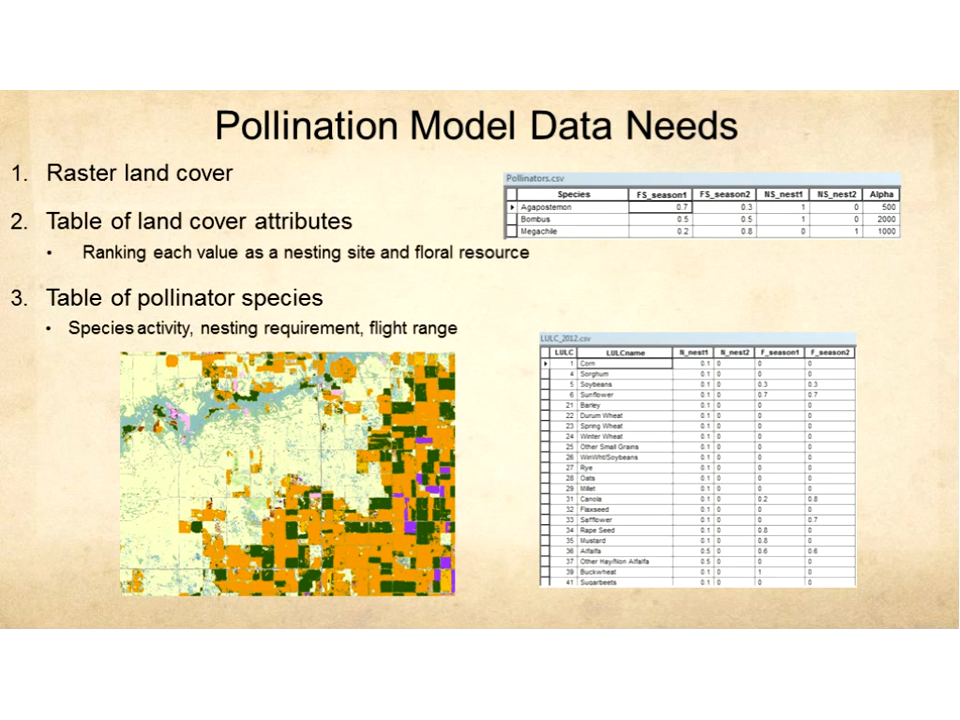 Pollination Model Data Needs
1. Raster land cover
2. Table of land cover attributes
• Ranking each value as a nesting site and floral resource
3. Table of pollinator species
• Species activity, nesting requirement, flight range
Pollinators.csv
Species FS_season1 FS_season2 NS_nest1 NS_nest2 Alpha
Agapostemon 0.7 0.3 1 0 500
Bombus 0.5 0.5 1 0 2000
Megachile 0.2 0.8 0 1 1000
LULC_2012.csv
LULC LULCname N_nest1 N_nest2 F_season1 F_season2
1 Corn 0.1 0 0 0
4 Sorghum 0.1 0 0 0
5 Soybeans 0.1 0 0.3 0.3
6 Sunflower 0.1 0 0.7 0.7
21 Barley 0.1 0 0 0
22 Durum Wheat 0.1 0 0 0
23 Spring Wheat 0.1 0 0 0
24 Winter Wheat 0.1 0 0 0
25 Other Small Grains 0.1 0 0 0
26 WinWht/Soybeans 0.1 0 0 0
27 Rye 0.1 0 0 0
28 Oats 0.1 0 0 0
29 Millet 0.1 0 0 0
31 Canola 0.1 0 0.2 0.8
32 Flaxseed 0.1 0 0 0
33 Safflower 0.1 0 0 0.7
34 Rape Seed 0.1 0 0.8 0
35 Mustard 0.1 0 0.8 0
36 Alfalfa 0.5 0 0.6 0.6
37 Other Hay/Non Alfalfa 0.5 0 0 0
39 Buckwheat 0.1 0 1 0
41 Sugarbeets 0.1 0 0 0